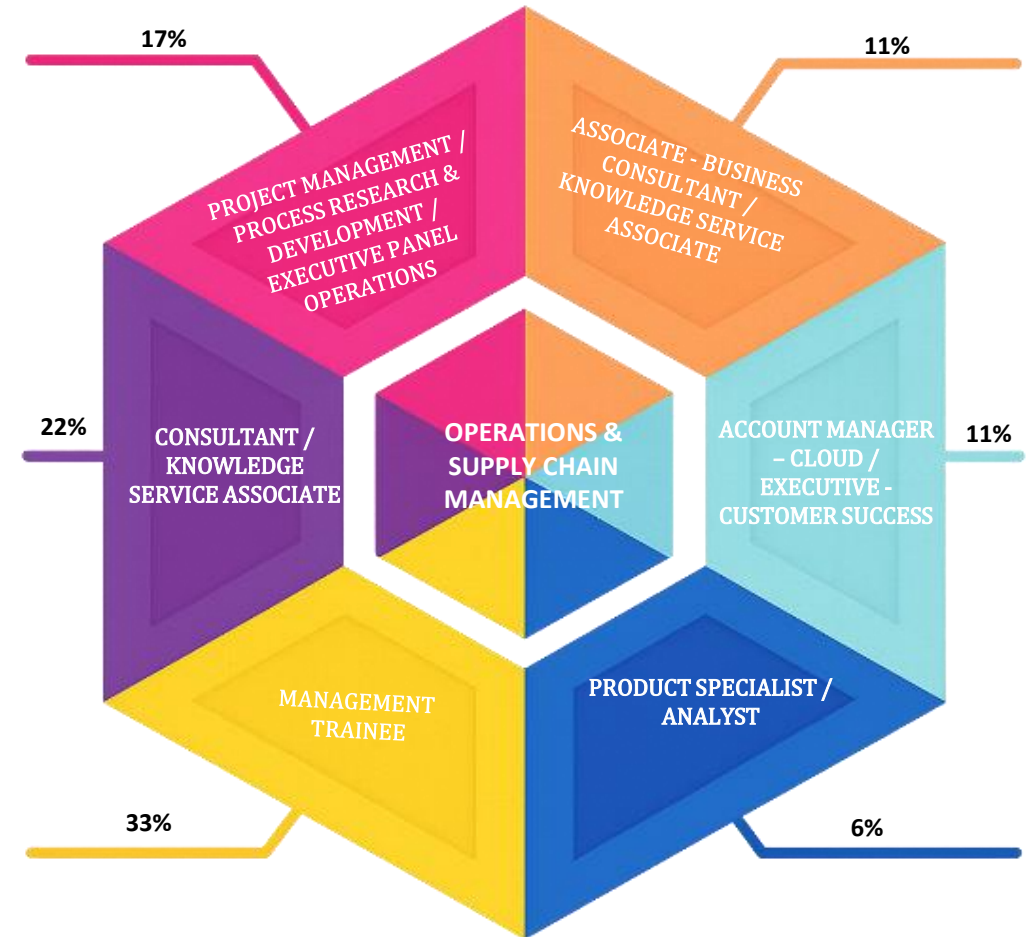 17%
11%
PROJECT MANAGEMENT /
PROCESS RESEARCH &
DEVELOPMENT /
EXECUTIVE PANEL
OPERATIONS
ASSOCIATE - BUSINESS
CONSULTANT /
KNOWLEDGE SERVICE
ASSOCIATE
22%
CONSULTANT /
KNOWLEDGE
SERVICE ASSOCIATE
OPERATIONS &
SUPPLY CHAIN
MANAGEMENT
ACCOUNT MANAGER
– CLOUD /
EXECUTIVE -
CUSTOMER SUCCESS
11%
MANAGEMENT
TRAINEE
PRODUCT SPECIALIST /
ANALYST
33%
6%